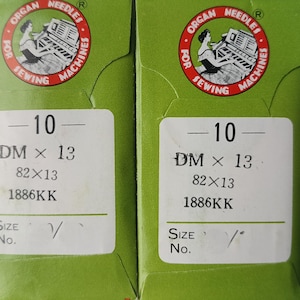 ORGAN NEEDLES
FOR SEWING MACHINES
®
— 10 —
DM × 13
82×13
1886KK
SIZE
No.
ORGAN NEEDLES
FOR SEWING MACHINES
®
— 10 —
DM × 13
82×13
1886KK
SIZE
No.